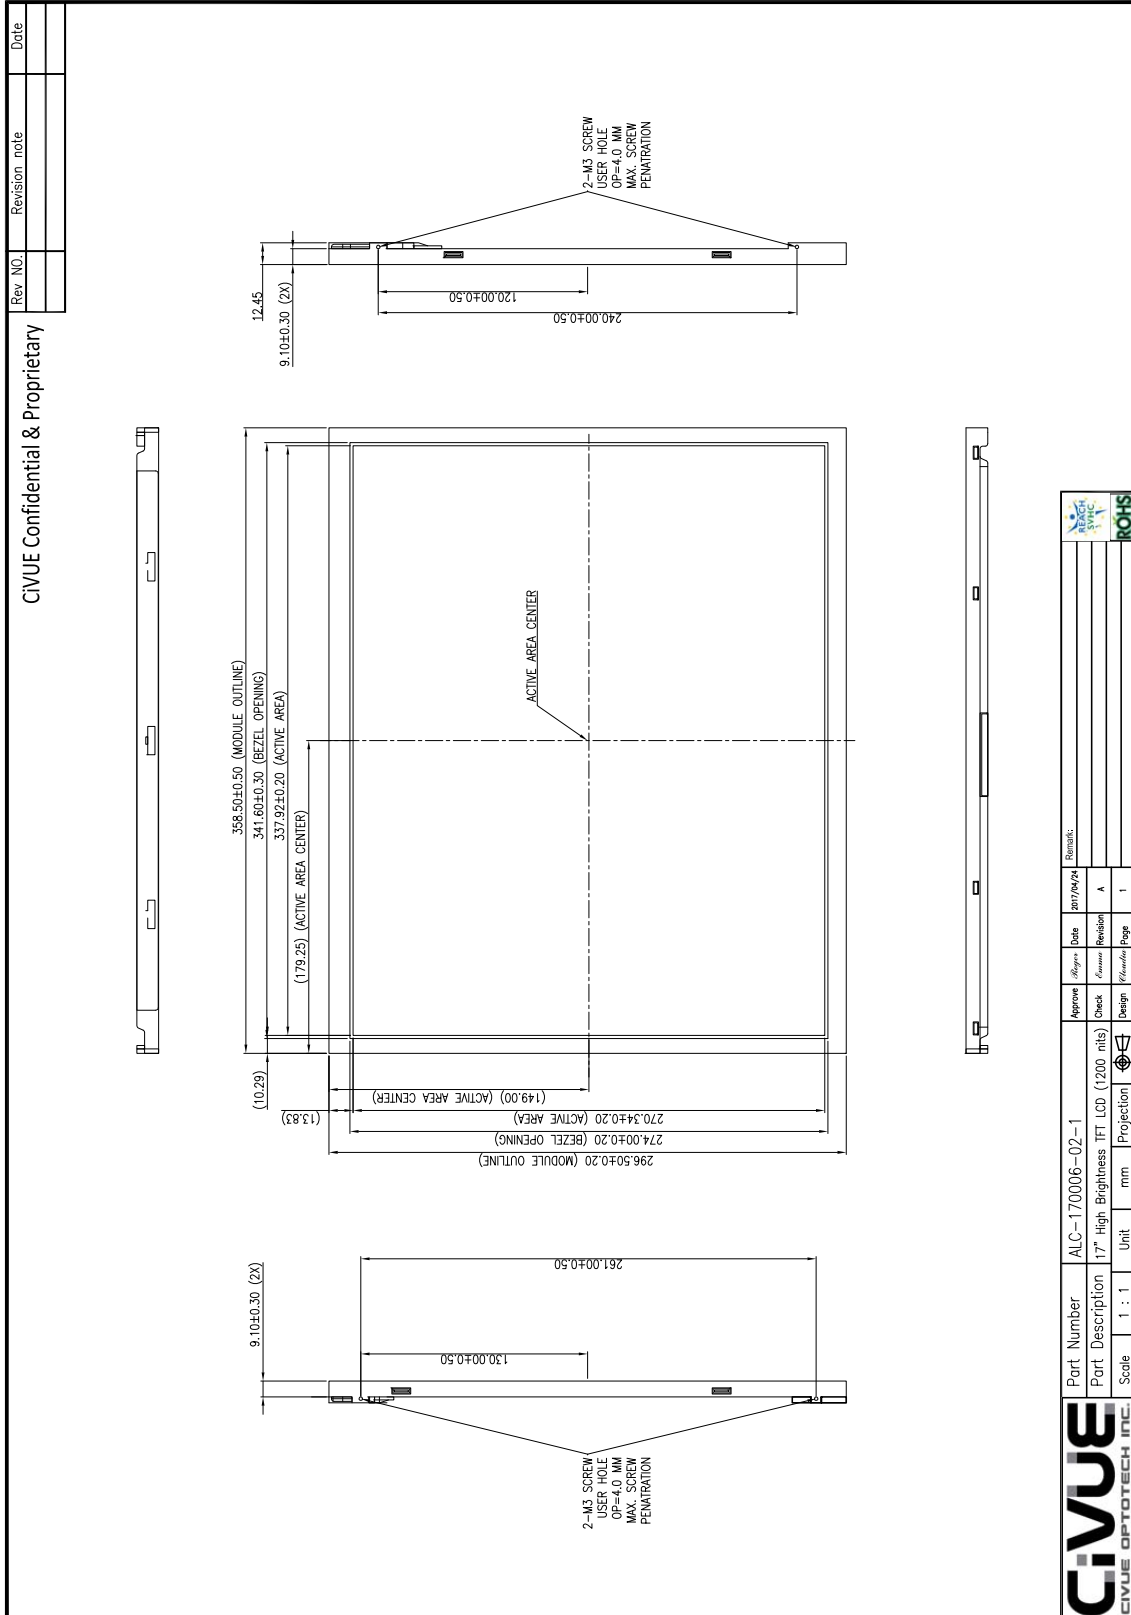 CiVUE Confidential & Proprietary
Rev NO.
Revision note
Date
2-M3 SCREW
USER HOLE
OP=4.0 MM
MAX. SCREW
PENATRATION
12.45
9.10±0.30 (2X)
120.00±0.50
240.00±0.50
358.50±0.50 (MODULE OUTLINE)
341.60±0.30 (BEZEL OPENING)
337.92±0.20 (ACTIVE AREA)
(179.25) (ACTIVE AREA CENTER)
ACTIVE AREA CENTER
(10.29)
(13.83)
(149.00) (ACTIVE AREA CENTER)
270.34±0.20 (ACTIVE AREA)
274.00±0.20 (BEZEL OPENING)
296.50±0.20 (MODULE OUTLINE)
9.10±0.30 (2X)
261.00±0.50
130.00±0.50
2-M3 SCREW
USER HOLE
OP=4.0 MM
MAX. SCREW
PENATRATION
CiVUE
CIVUE OPTOTECH INC.
Part Number
ALC-170006-02-1
Part Description
17" High Brightness TFT LCD (1200 nits)
Scale
1 : 1
Unit
mm
Projection
Approve
Roger
Date
2017/04/24
Check
Emma
Revision
A
Design
Claudia
Page
1
Remark:
REACH
SVHC
ROHS